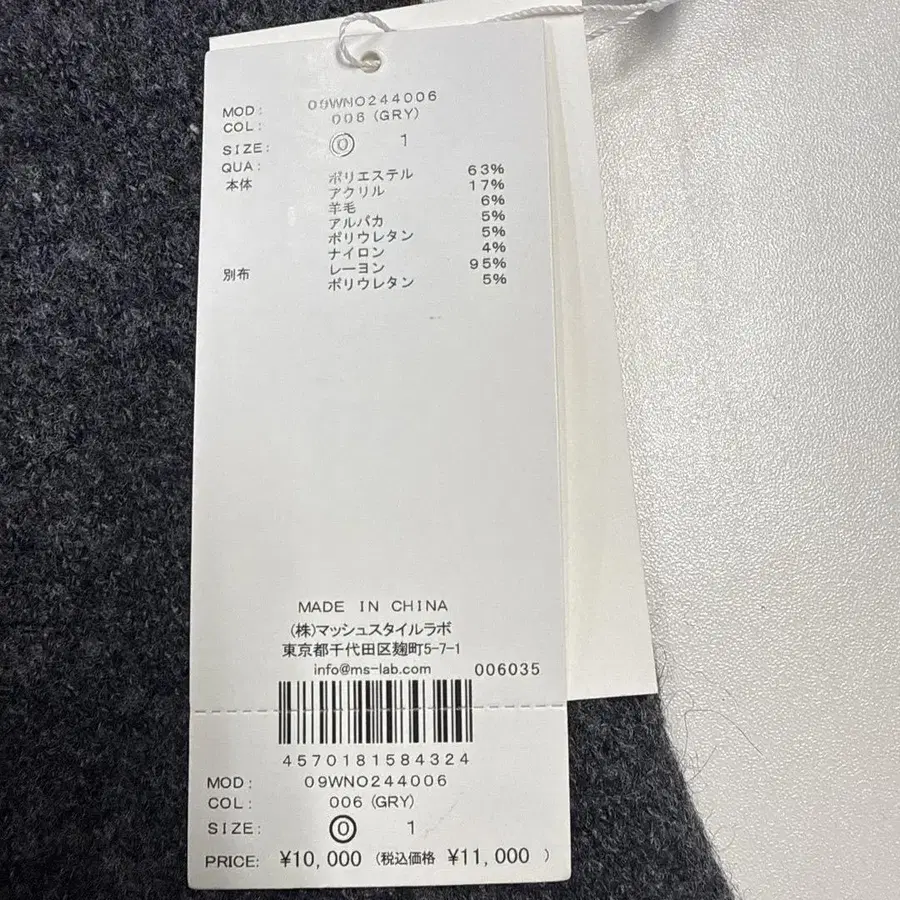 MOD: 09WNO244006
COL: 006 (GRY)
SIZE: ⓪ 1
QUA:
本体 ポリエステル 63%
アクリル 17%
羊毛 6%
アルパカ 5%
ポリウレタン 5%
ナイロン 4%
別布 レーヨン 95%
ポリウレタン 5%
MADE IN CHINA
(株)マッシュスタイルラボ
東京都千代田区麹町5-7-1
info@ms-lab.com 006035
4570181584324
MOD: 09WNO244006
COL: 006 (GRY)
SIZE: ⓪ 1
PRICE: ¥10,000 (税込価格 ¥11,000 )